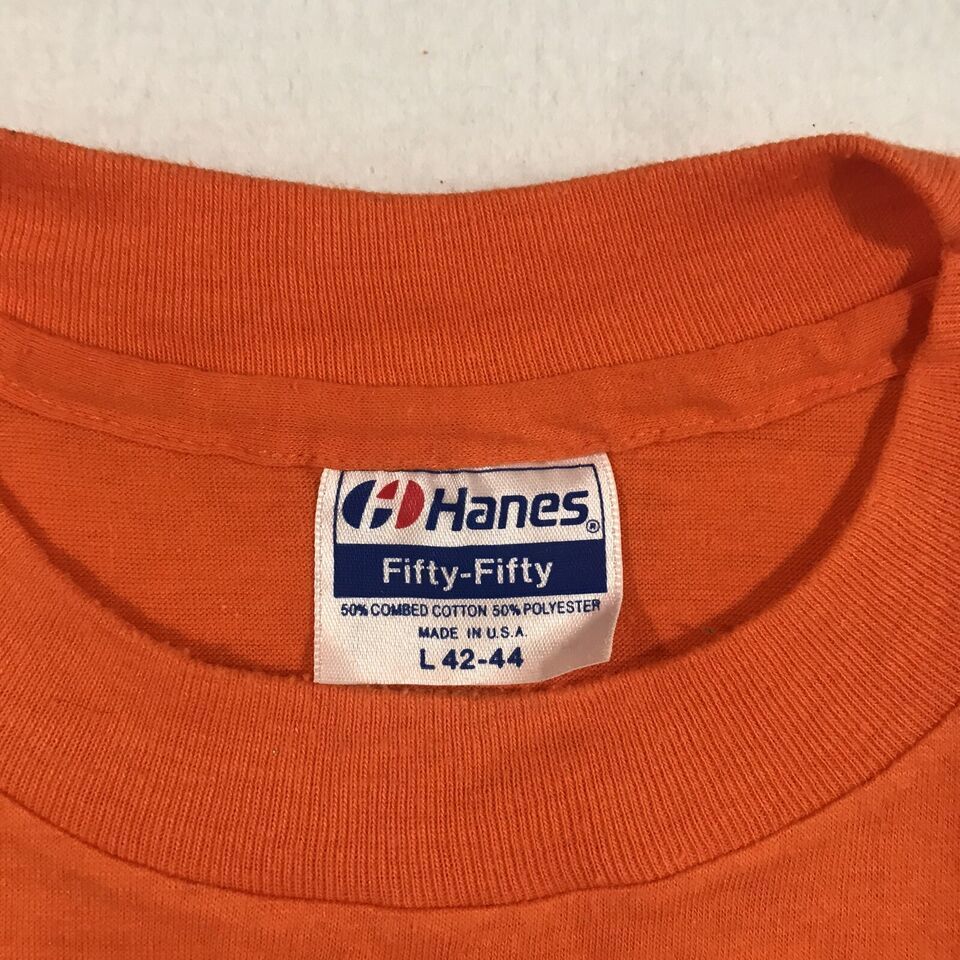 Hanes®
Fifty-Fifty
50% COMBED COTTON 50% POLYESTER
MADE IN U.S.A.
L 42-44